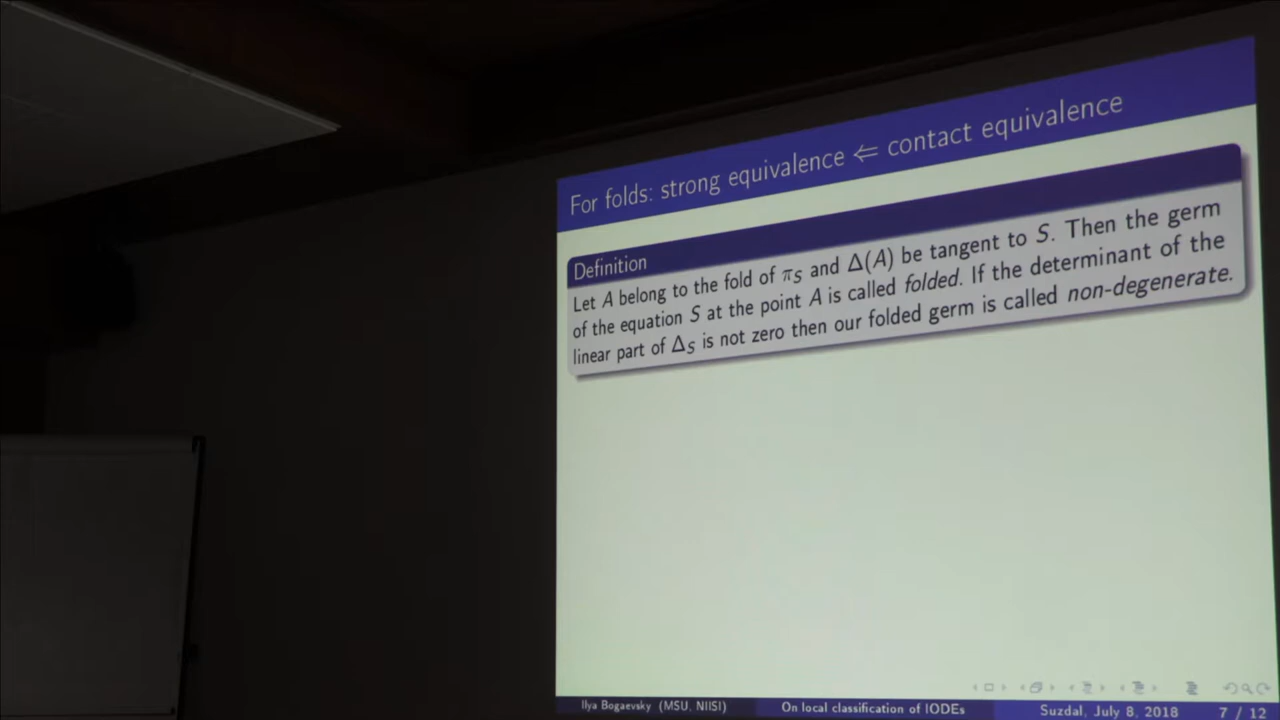 For folds: strong equivalence ⇐ contact equivalence
Definition
Let A belong to the fold of π_S and Δ(A) be tangent to S. Then the germ
of the equation S at the point A is called folded. If the determinant of the
linear part of Δ_S is not zero then our folded germ is called non-degenerate.
Ilya Bogaevsky (MSU, NIISI) On local classification of IODEs Suzdal, July 8, 2018 7 / 12